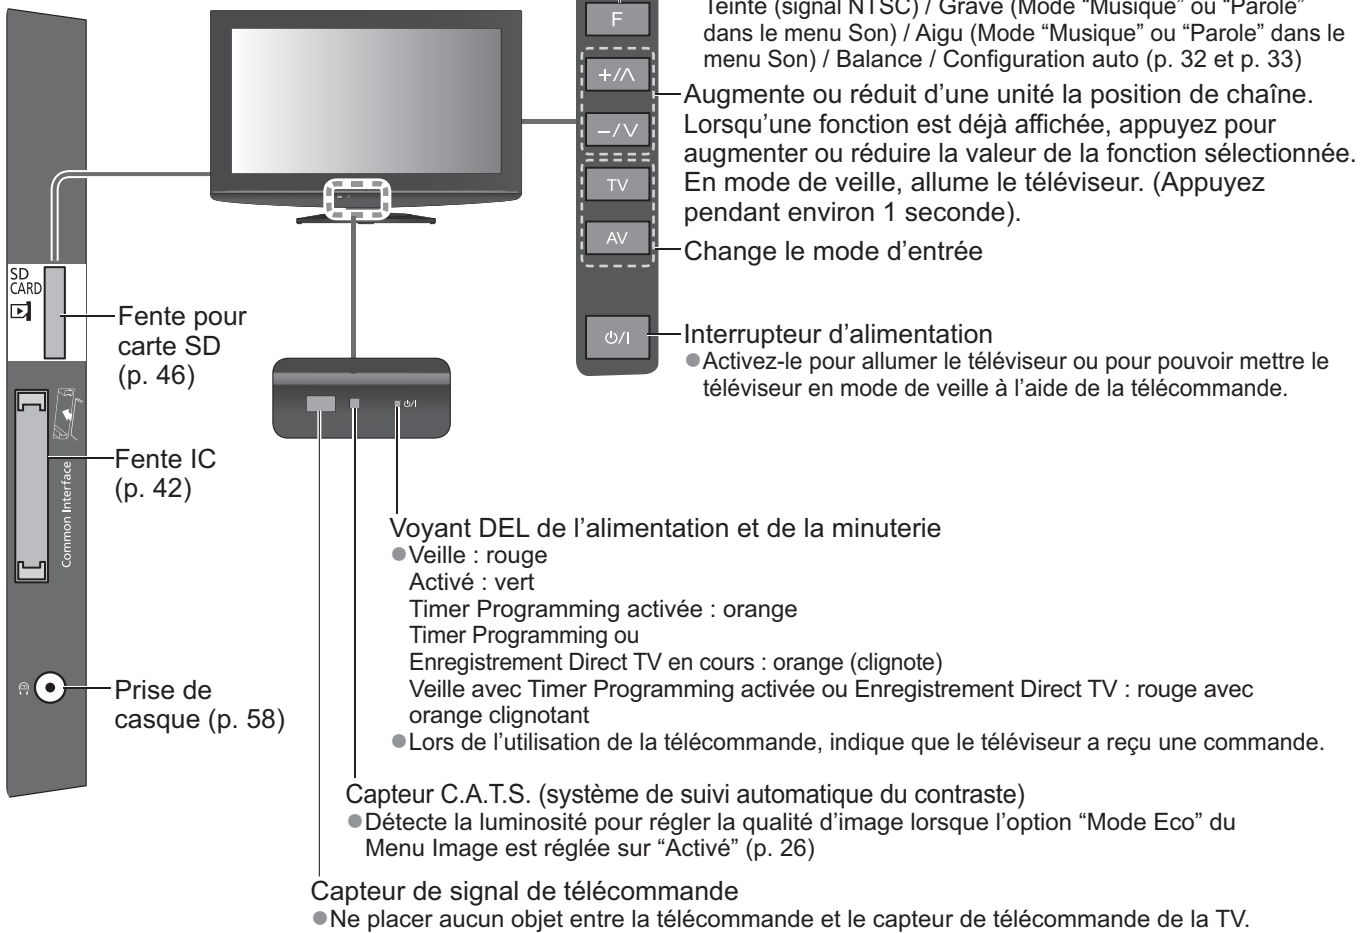 F
Teinte (signal NTSC) / Grave (Mode “Musique” ou “Parole”
dans le menu Son) / Aigu (Mode “Musique” ou “Parole” dans le
menu Son) / Balance / Configuration auto (p. 32 et p. 33)
+/∧
−/∨
Augmente ou réduit d’une unité la position de chaîne.
Lorsqu’une fonction est déjà affichée, appuyez pour
augmenter ou réduire la valeur de la fonction sélectionnée.
En mode de veille, allume le téléviseur. (Appuyez
pendant environ 1 seconde).
TV
AV
Change le mode d’entrée
⏻/I
Interrupteur d’alimentation
●Activez-le pour allumer le téléviseur ou pour pouvoir mettre le
téléviseur en mode de veille à l’aide de la télécommande.
SD
CARD
Fente pour
carte SD
(p. 46)
Common Interface
Fente IC
(p. 42)
Prise de
casque (p. 58)
⏻/I
Voyant DEL de l’alimentation et de la minuterie
●Veille : rouge
Activé : vert
Timer Programming activée : orange
Timer Programming ou
Enregistrement Direct TV en cours : orange (clignote)
Veille avec Timer Programming activée ou Enregistrement Direct TV : rouge avec
orange clignotant
●Lors de l’utilisation de la télécommande, indique que le téléviseur a reçu une commande.
Capteur C.A.T.S. (système de suivi automatique du contraste)
●Détecte la luminosité pour régler la qualité d’image lorsque l’option “Mode Eco” du
Menu Image est réglée sur “Activé” (p. 26)
Capteur de signal de télécommande
●Ne placer aucun objet entre la télécommande et le capteur de télécommande de la TV.